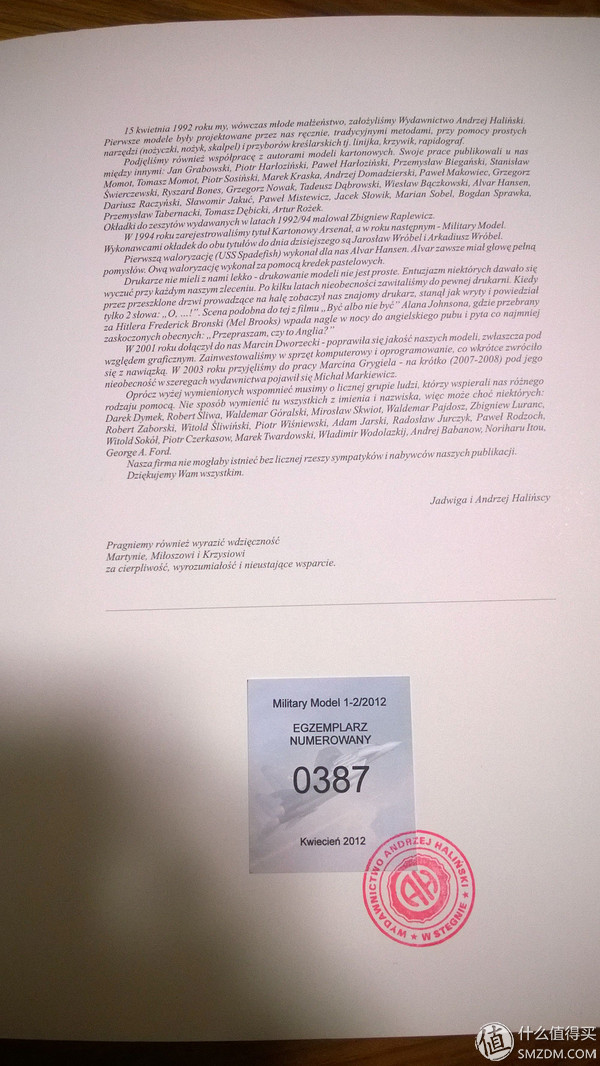 15 kwietnia 1992 roku my, wówczas młode małżeństwo, założyliśmy Wydawnictwo Andrzej Haliński.
Pierwsze modele były projektowane przez nas ręcznie, tradycyjnymi metodami, przy pomocy prostych
narzędzi (nożyczki, nożyk, skalpel) i przyborów kreślarskich tj. linijka, krzywik, rapidograf.
Podjęliśmy również współpracę z autorami modeli kartonowych. Swoje prace publikowali u nas
między innymi: Jan Grabowski, Piotr Harłoziński, Paweł Harłoziński, Przemysław Biegański, Stanisław
Momot, Tomasz Momot, Piotr Sosiński, Marek Kraska, Andrzej Domadzierski, Paweł Makowiec, Grzegorz
Świerczewski, Ryszard Bones, Grzegorz Nowak, Tadeusz Dąbrowski, Wiesław Bączkowski, Alvar Hansen,
Dariusz Raczyński, Sławomir Jakuć, Paweł Mistewicz, Jacek Słowik, Marian Sobel, Bogdan Sprawka,
Przemysław Tabernacki, Tomasz Dębicki, Artur Rożek.
Okładki do zeszytów wydawanych w latach 1992/94 malował Zbigniew Raplewicz.
W 1994 roku zarejestrowaliśmy tytuł Kartonowy Arsenał, a w roku następnym - Military Model.
Wykonawcami okładek do obu tytułów do dnia dzisiejszego są Jarosław Wróbel i Arkadiusz Wróbel.
Pierwszą waloryzację (USS Spadefish) wykonał dla nas Alvar Hansen. Alvar zawsze miał głowę pełną
pomysłów. Ową waloryzację wykonał za pomocą kredek pastelowych.
Drukarze nie mieli z nami lekko - drukowanie modeli nie jest proste. Entuzjazm niektórych dawało się
wyczuć przy każdym naszym zleceniu. Po kilku latach nieobecności zawitaliśmy do pewnej drukarni. Kiedy
przez przeszklone drzwi prowadzące na halę zobaczył nas znajomy drukarz, stanął jak wryty i powiedział
tylko 2 słowa: „O, ...!”. Scena podobna do tej z filmu „Być albo nie być” Alana Johnsona, gdzie przebrany
za Hitlera Frederick Bronski (Mel Brooks) wpada nagle w nocy do angielskiego pubu i pyta co najmniej
zaskoczonych obecnych: „Przepraszam, czy to Anglia?”
W 2001 roku dołączył do nas Marcin Dworzecki - poprawiła się jakość naszych modeli, zwłaszcza pod
względem graficznym. Zainwestowaliśmy w sprzęt komputerowy i oprogramowanie, co wkrótce zwróciło
się z nawiązką. W 2003 roku przyjęliśmy do pracy Marcina Grygiela - na krótko (2007-2008) pod jego
nieobecność w szeregach wydawnictwa pojawił się Michał Markiewicz.
Oprócz wyżej wymienionych wspomnieć musimy o licznej grupie ludzi, którzy wspierali nas różnego
rodzaju pomocą. Nie sposób wymienić tu wszystkich z imienia i nazwiska, więc może choć niektórych:
Darek Dymek, Robert Śliwa, Waldemar Góralski, Mirosław Skwiot, Waldemar Pajdosz, Zbigniew Luranc,
Robert Zaborski, Witold Śliwiński, Piotr Wiśniewski, Adam Jarski, Radosław Jurczyk, Paweł Rodzoch,
Witold Sokół, Piotr Czerkasow, Marek Twardowski, Władimir Wodolazkij, Andrej Babanow, Noriharu Itou,
George A. Ford.
Nasza firma nie mogłaby istnieć bez licznej rzeszy sympatyków i nabywców naszych publikacji.
Dziękujemy Wam wszystkim.
Jadwiga i Andrzej Halińscy
Pragniemy również wyrazić wdzięczność
Martynie, Miłoszowi i Krzysiowi
za cierpliwość, wyrozumiałość i nieustające wsparcie.
Military Model 1-2/2012
EGZEMPLARZ
NUMEROWANY
0387
Kwiecień 2012
WYDAWNICTWO ANDRZEJ HALIŃSKI
★ W STEGNIE ★
AH
值 什么值得买
SMZDM.COM